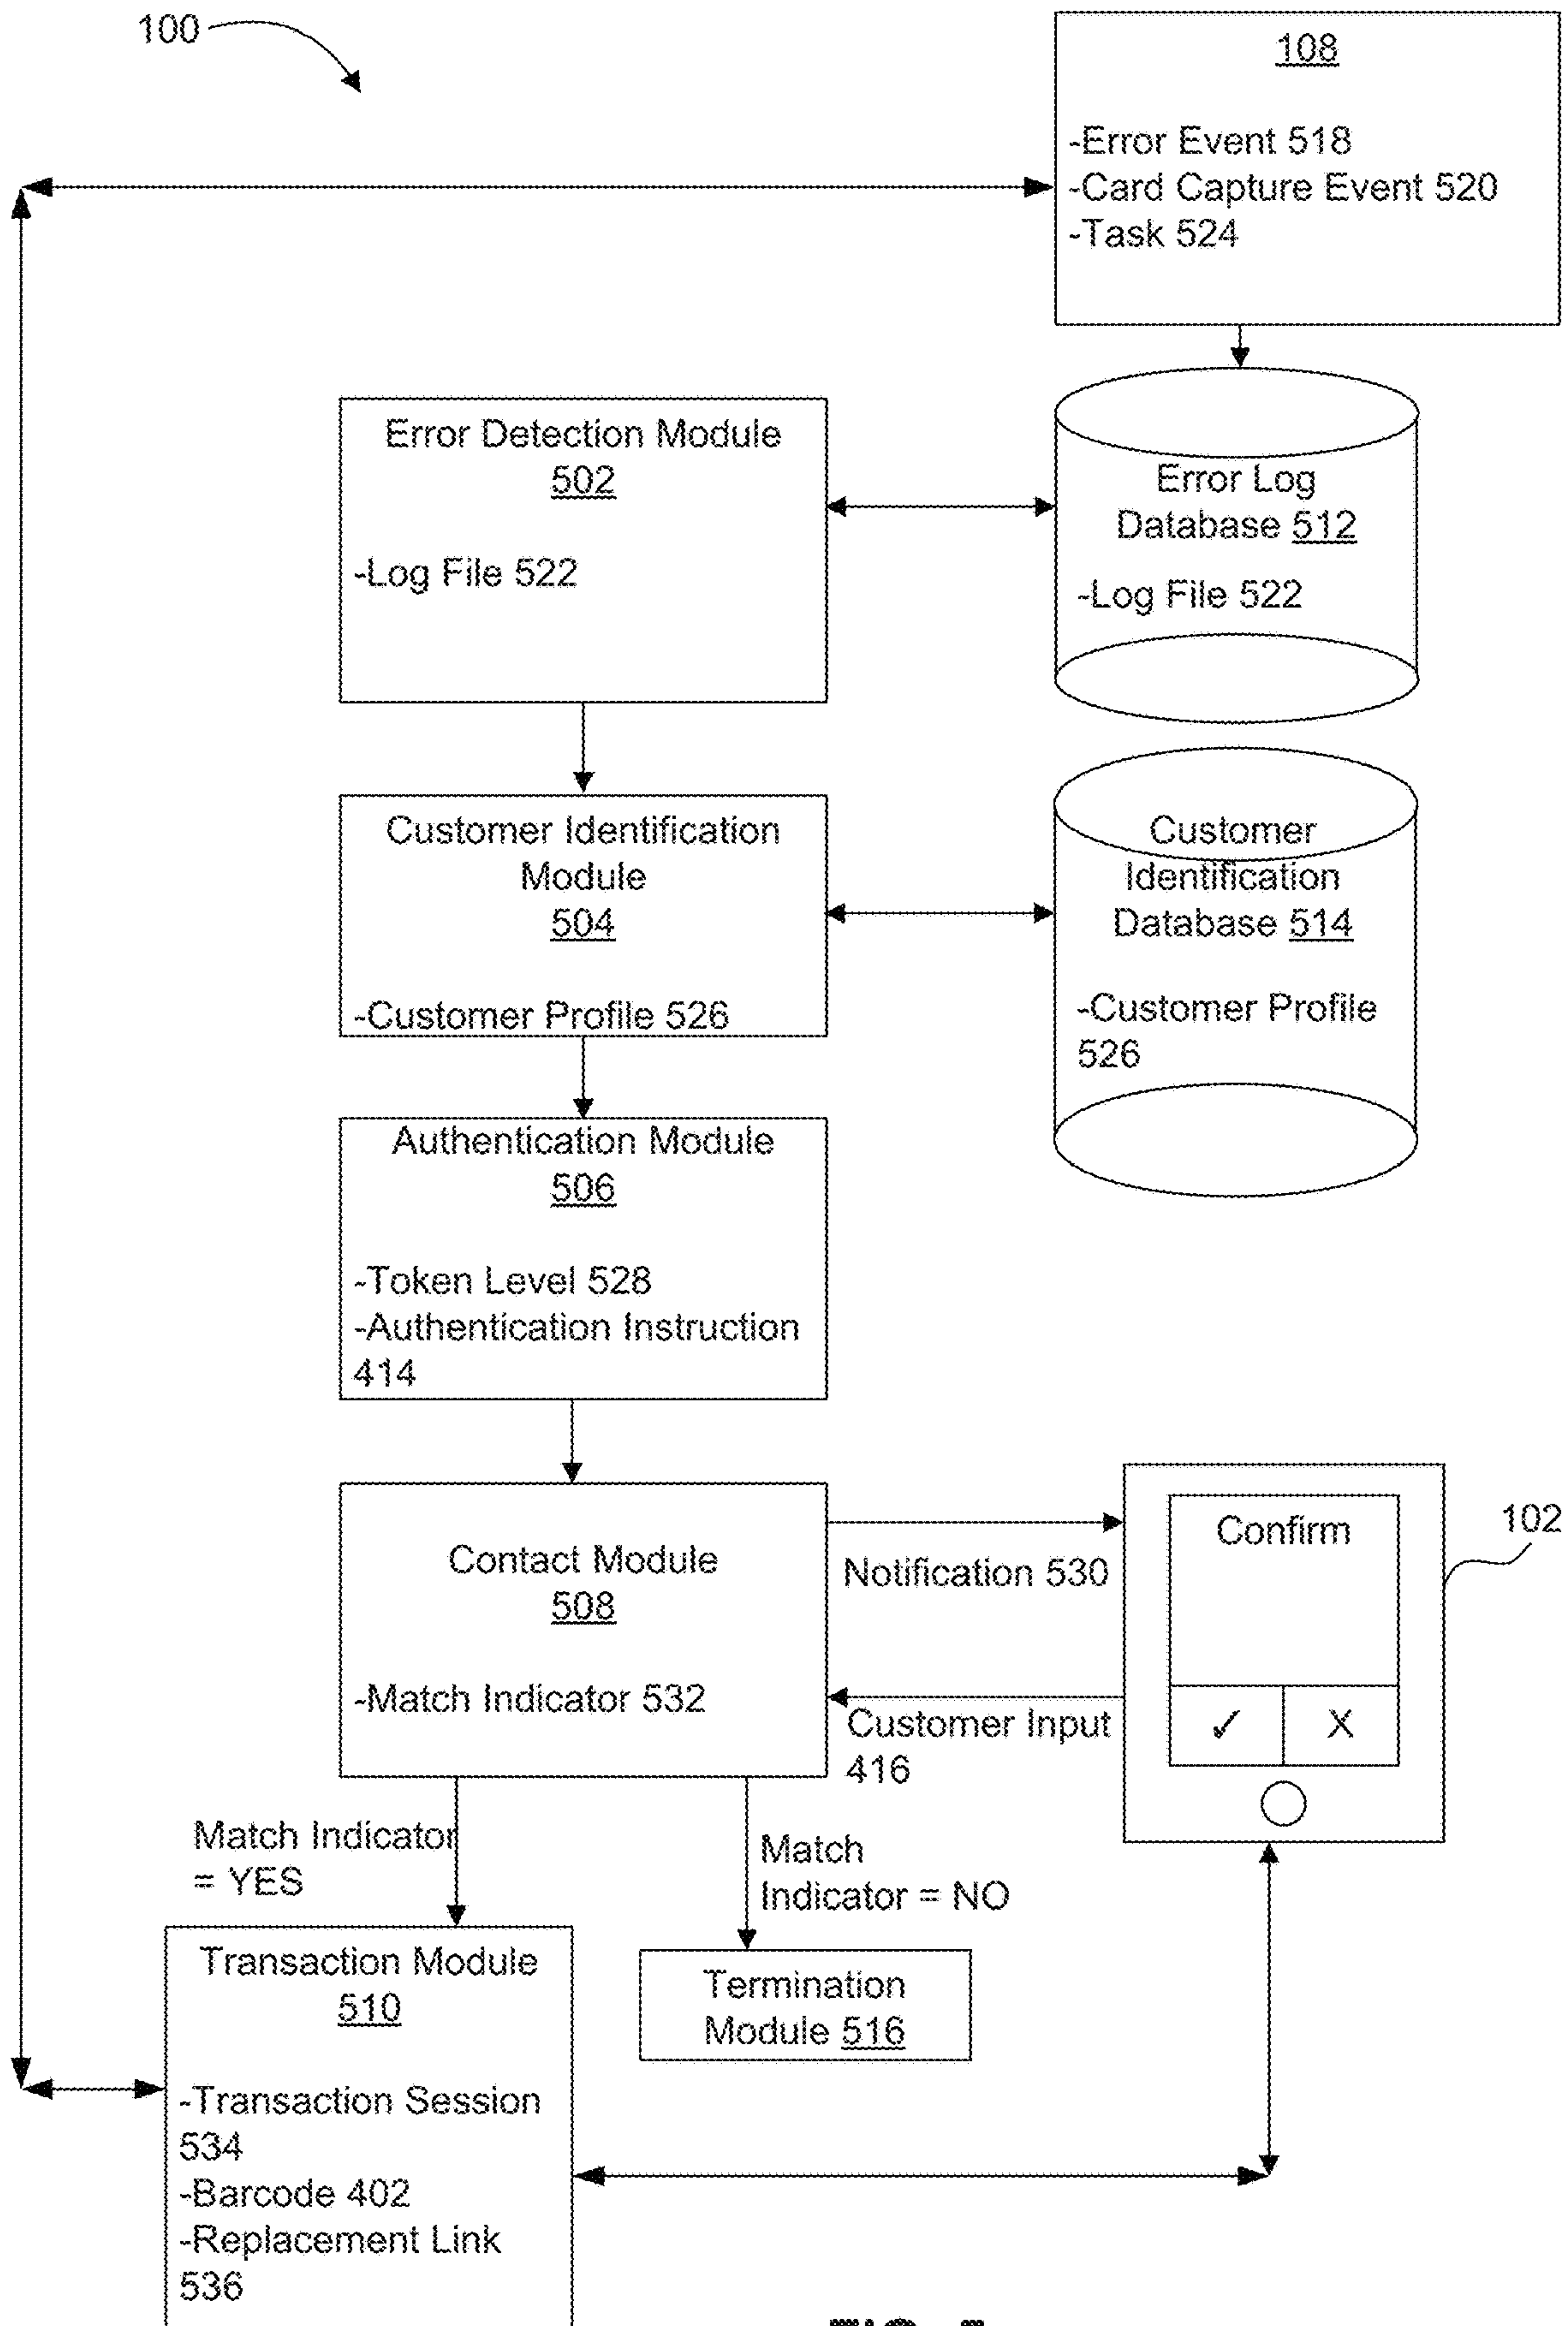 100
108
-Error Event 518
-Card Capture Event 520
-Task 524
Error Detection Module
502
-Log File 522
Error Log
Database 512
-Log File 522
Customer Identification
Module
504
-Customer Profile 526
Customer
Identification
Database 514
-Customer Profile
526
Authentication Module
506
-Token Level 528
-Authentication Instruction
414
Contact Module
508
-Match Indicator 532
Notification 530
Customer Input
416
Confirm
✓ X
102
Match Indicator
= YES
Match
Indicator = NO
Transaction Module
510
-Transaction Session
534
-Barcode 402
-Replacement Link
536
Termination
Module 516